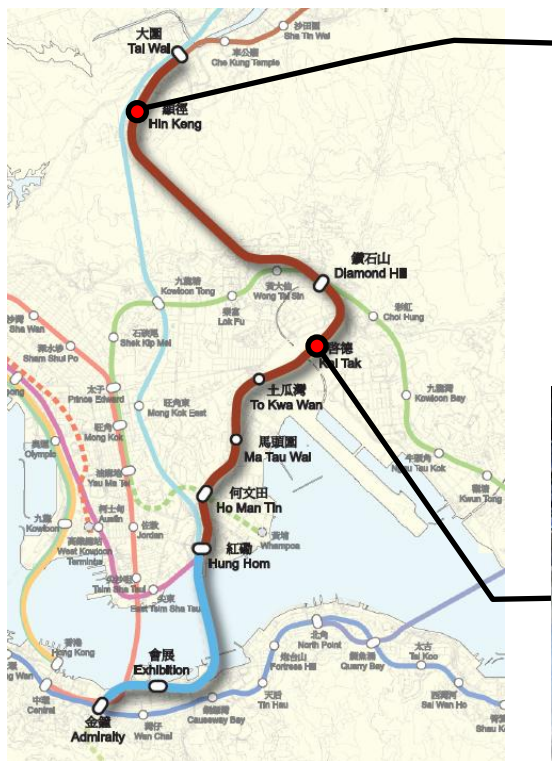 大圍
Tai Wai
沙田圍
Sha Tin Wai
車公廟
Che Kung Temple
顯徑
Hin Keng
鑽石山
Diamond Hill
九龍塘
Kowloon Tong
黃大仙
Wong Tai Sin
樂富
Lok Fu
彩虹
Choi Hung
石硤尾
Shek Kip Mei
Sha Wan
深水埗
Sham Shui Po
啓德
Kai Tak
太子
Prince Edward
土瓜灣
To Kwa Wan
九龍灣
Kowloon Bay
旺角東
Mong Kok East
旺角
Mong Kok
奧運
Olympic
馬頭圍
Ma Tau Wai
牛頭角
Ngau Tau Kok
油麻地
Yau Ma Tei
觀塘
Kwun Tong
何文田
Ho Man Tin
柯士甸
Austin
佐敦
Jordan
九龍
Kowloon
黃埔
Whampoa
West Kowloon
Terminus
紅磡
Hung Hom
尖沙咀
Tsim Sha Tsui
尖東
East Tsim Sha Tsui
香港
Hong Kong
會展
Exhibition
北角
North Point
炮台山
Fortress Hill
鰂魚涌
Quarry Bay
太古
Tai Koo
中環
Central
金鐘
Admiralty
灣仔
Wan Chai
銅鑼灣
Causeway Bay
天后
Tin Hau
西灣河
Sai Wan Ho
Shau K